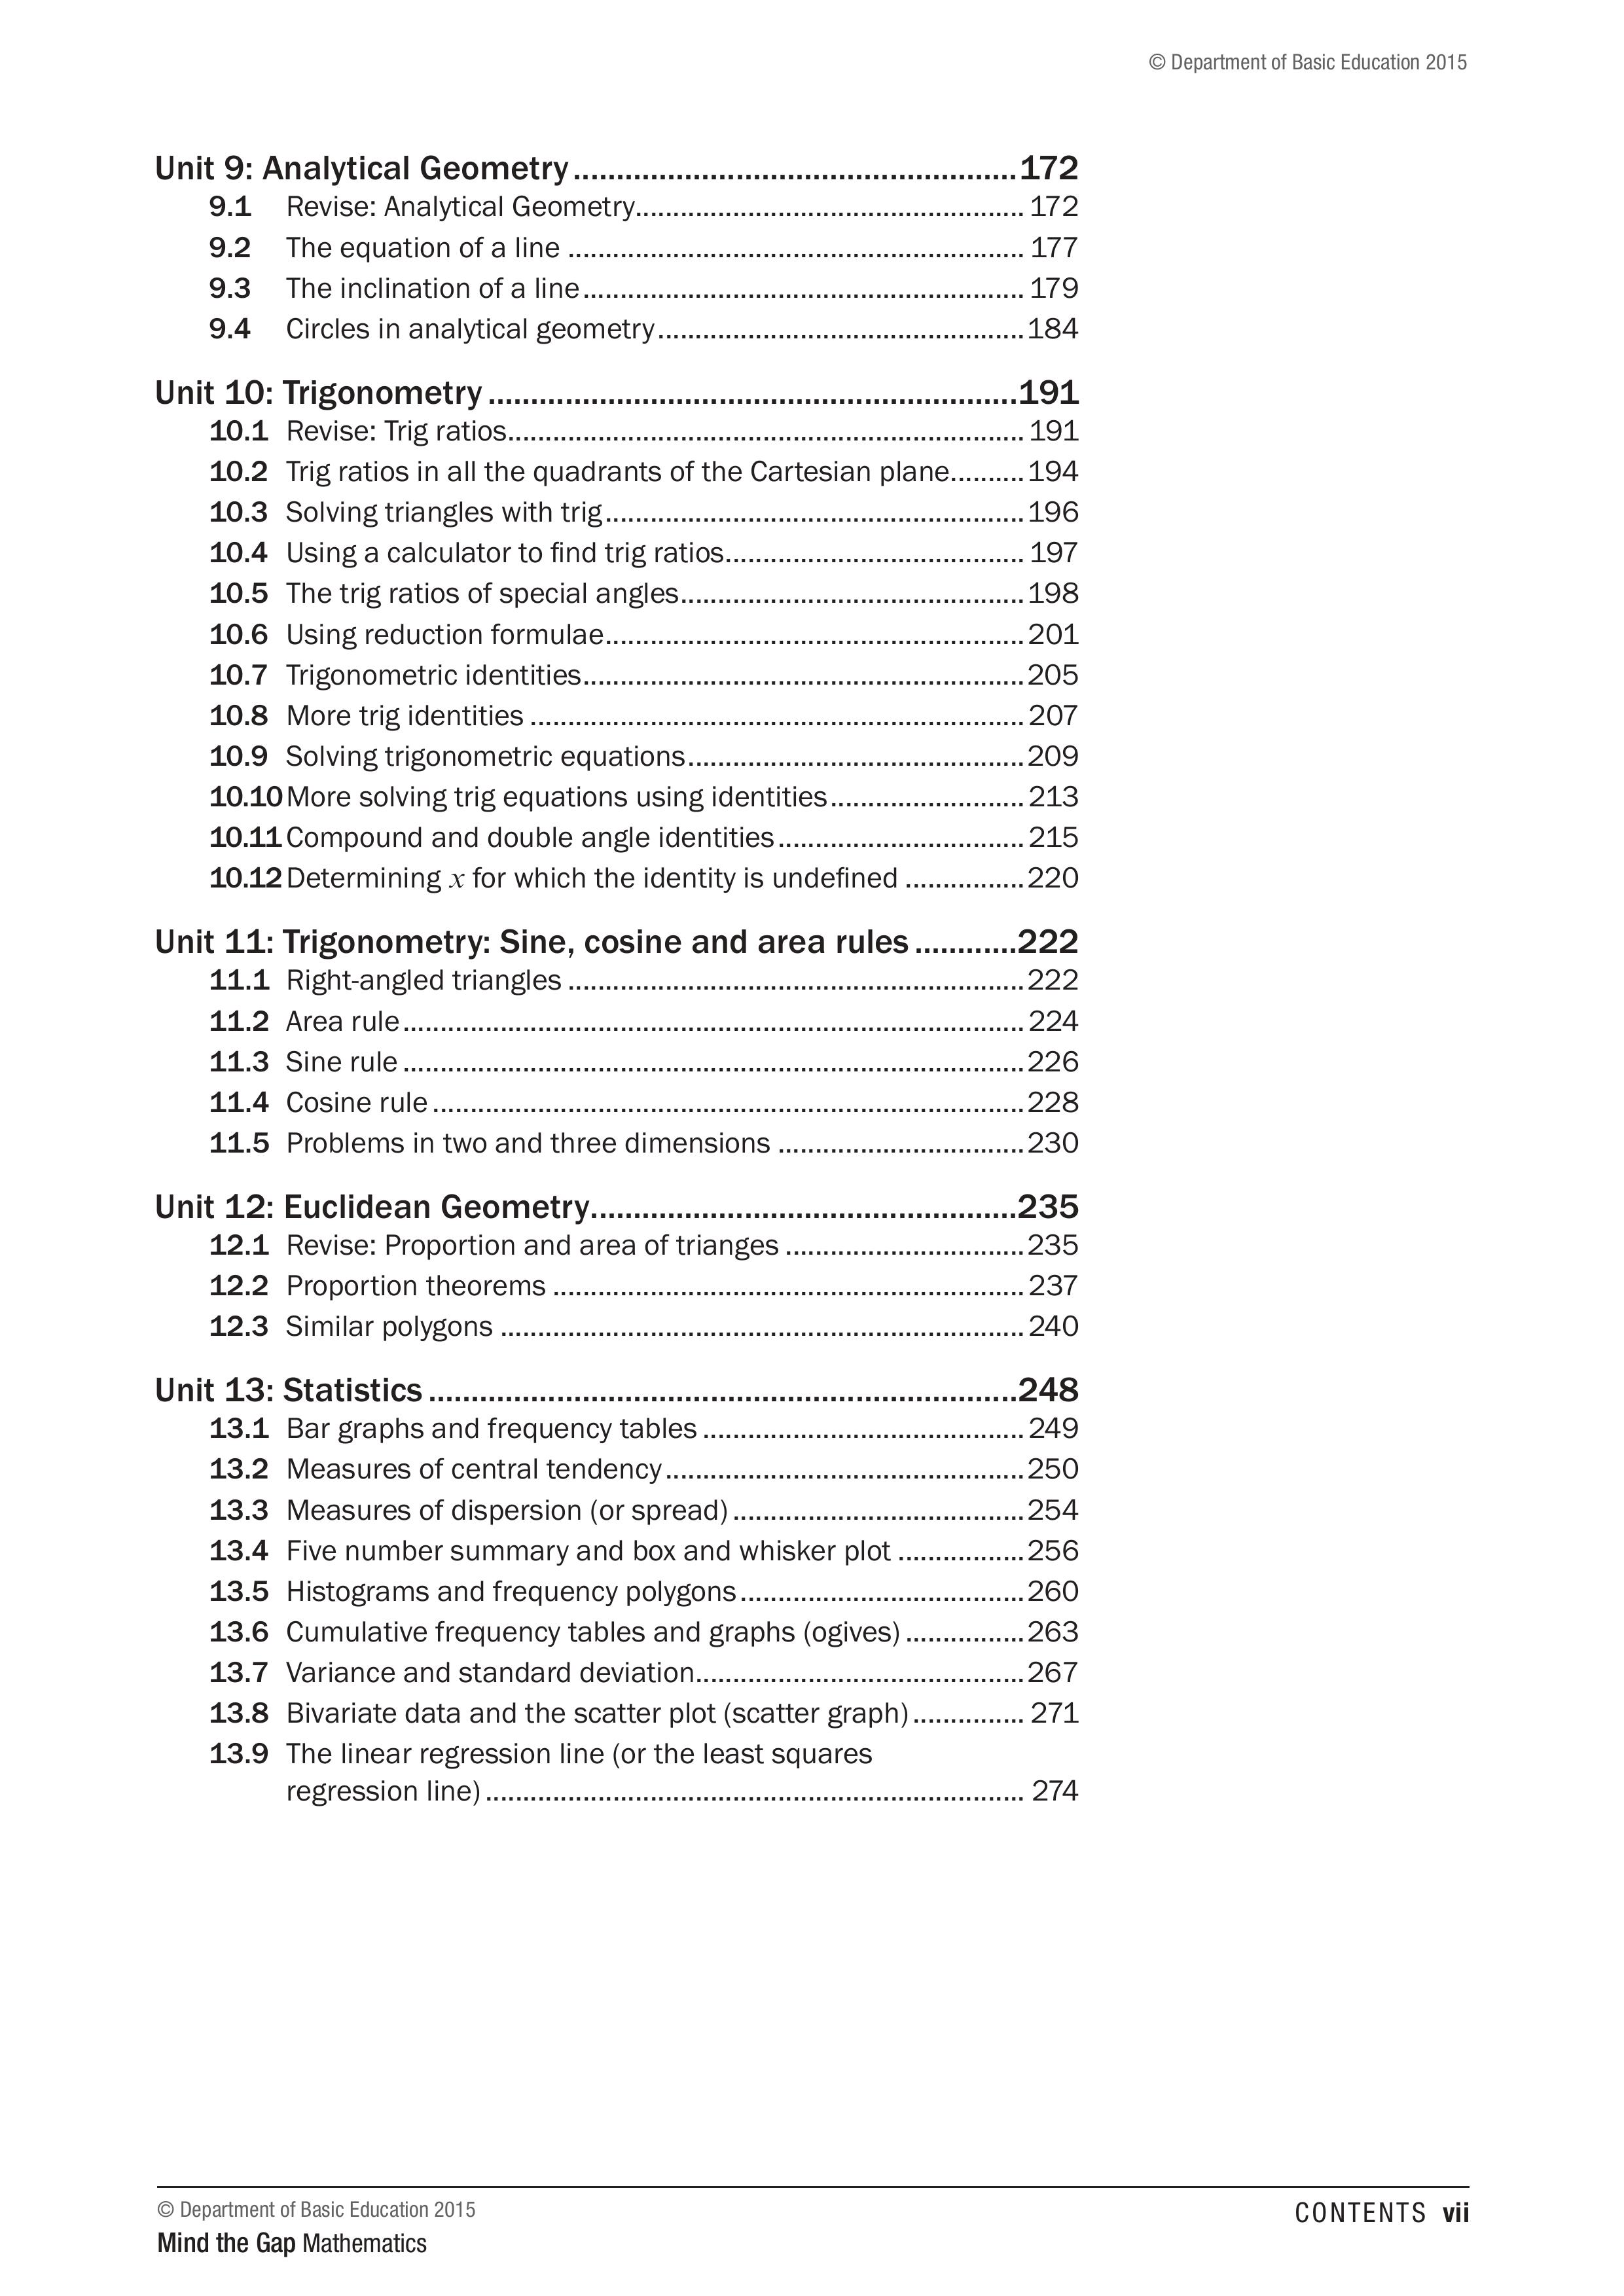 © Department of Basic Education 2015
Unit 9: Analytical Geometry....................................................172
9.1 Revise: Analytical Geometry.................................................... 172
9.2 The equation of a line ............................................................. 177
9.3 The inclination of a line........................................................... 179
9.4 Circles in analytical geometry.................................................184
Unit 10: Trigonometry..............................................................191
10.1 Revise: Trig ratios..................................................................... 191
10.2 Trig ratios in all the quadrants of the Cartesian plane..........194
10.3 Solving triangles with trig........................................................196
10.4 Using a calculator to find trig ratios........................................ 197
10.5 The trig ratios of special angles..............................................198
10.6 Using reduction formulae........................................................201
10.7 Trigonometric identities...........................................................205
10.8 More trig identities ..................................................................207
10.9 Solving trigonometric equations.............................................209
10.10 More solving trig equations using identities..........................213
10.11 Compound and double angle identities.................................215
10.12 Determining x for which the identity is undefined ................220
Unit 11: Trigonometry: Sine, cosine and area rules............222
11.1 Right-angled triangles .............................................................222
11.2 Area rule...................................................................................224
11.3 Sine rule...................................................................................226
11.4 Cosine rule...............................................................................228
11.5 Problems in two and three dimensions .................................230
Unit 12: Euclidean Geometry..................................................235
12.1 Revise: Proportion and area of trianges ................................235
12.2 Proportion theorems ............................................................... 237
12.3 Similar polygons ......................................................................240
Unit 13: Statistics.....................................................................248
13.1 Bar graphs and frequency tables ...........................................249
13.2 Measures of central tendency................................................250
13.3 Measures of dispersion (or spread).......................................254
13.4 Five number summary and box and whisker plot .................256
13.5 Histograms and frequency polygons......................................260
13.6 Cumulative frequency tables and graphs (ogives)................263
13.7 Variance and standard deviation............................................267
13.8 Bivariate data and the scatter plot (scatter graph)............... 271
13.9 The linear regression line (or the least squares
regression line)........................................................................ 274
© Department of Basic Education 2015
CONTENTS vii
Mind the Gap Mathematics